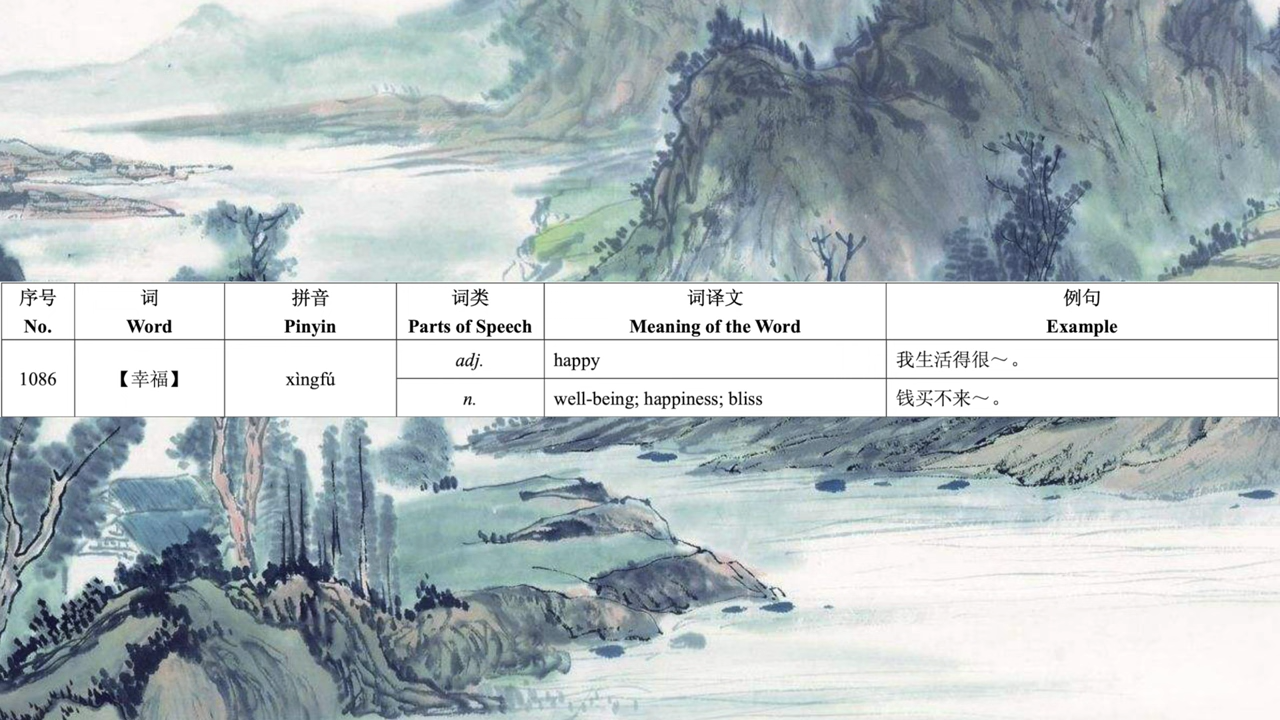 序号 词 拼音 词类 词译文 例句
No. Word Pinyin Parts of Speech Meaning of the Word Example
1086 【幸福】 xìngfú adj. happy 我生活得很～。
n. well-being; happiness; bliss 钱买不来～。